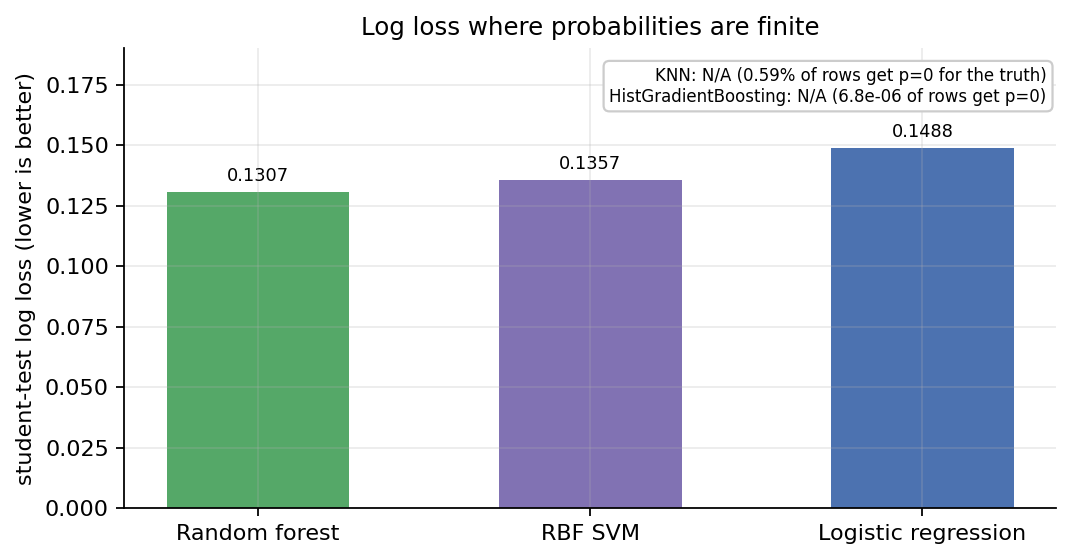 Log loss where probabilities are finite
KNN: N/A (0.59% of rows get p=0 for the truth)
HistGradientBoosting: N/A (6.8e-06 of rows get p=0)
student-test log loss (lower is better)
0.175
0.150
0.125
0.100
0.075
0.050
0.025
0.000
0.1307
0.1357
0.1488
Random forest
RBF SVM
Logistic regression